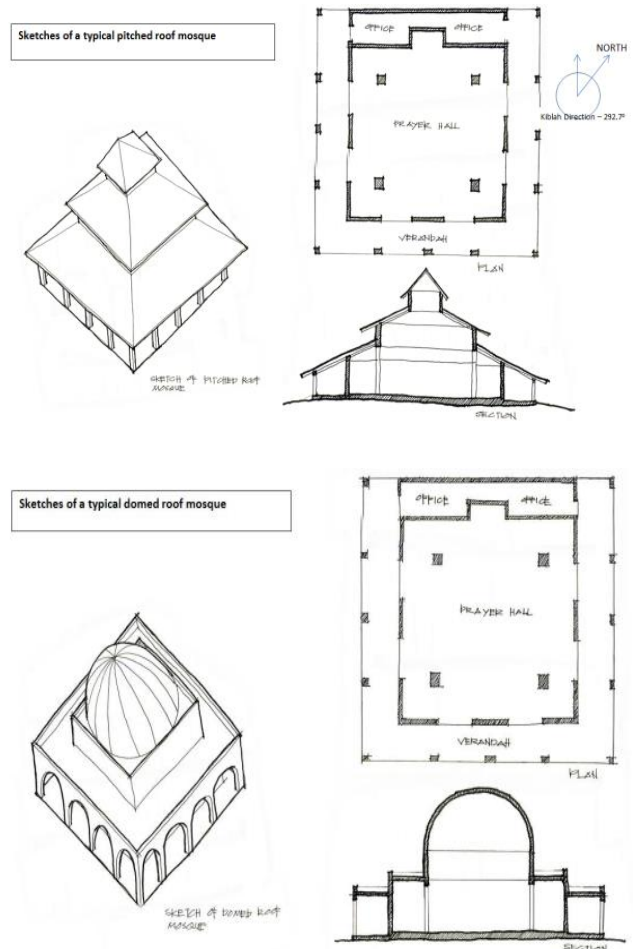 Sketches of a typical pitched roof mosque
OFFICE OFFICE
NORTH
Kiblah Direction – 292.7º
PRAYER HALL
VERANDAH
PLAN
SKETCH OF PITCHED ROOF
MOSQUE
SECTION
Sketches of a typical domed roof mosque
OFFICE OFFICE
PRAYER HALL
VERANDAH
PLAN
SKETCH OF DOMED ROOF
MOSQUE
SECTION